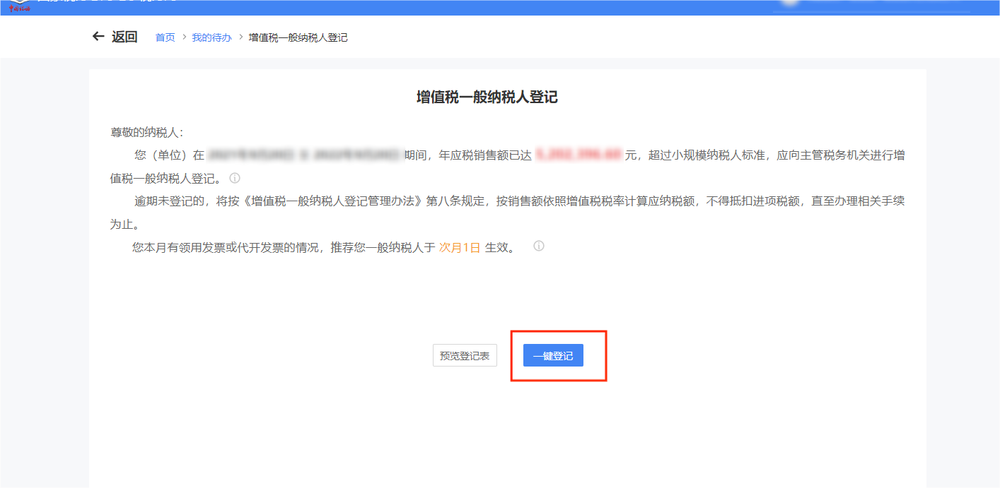 中国税务
返回 首页 > 我的待办 > 增值税一般纳税人登记
增值税一般纳税人登记
尊敬的纳税人：
您（单位）在 期间，年应税销售额已达 元，超过小规模纳税人标准，应向主管税务机关进行增
值税一般纳税人登记。
逾期未登记的，将按《增值税一般纳税人登记管理办法》第八条规定，按销售额依照增值税税率计算应纳税额，不得抵扣进项税额，直至办理相关手续
为止。
您本月有领用发票或代开发票的情况，推荐您一般纳税人于 次月1日 生效。
预览登记表 一键登记